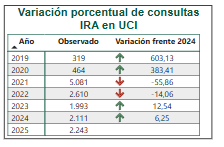 Variación porcentual de consultas
IRA en UCI
Año Observado Variación frente 2024
2019 319 603,13
2020 464 383,41
2021 5.081 -55,86
2022 2.610 -14,06
2023 1.993 12,54
2024 2.111 6,25
2025 2.243